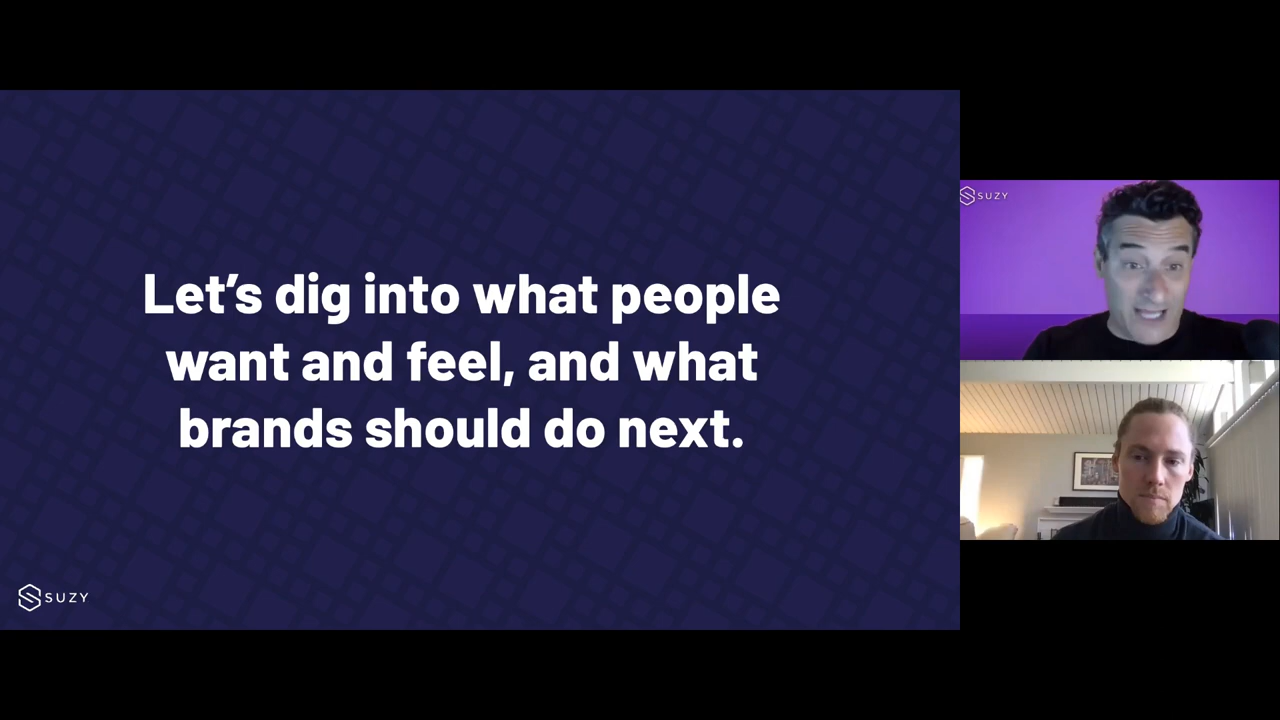 Let's dig into what people
want and feel, and what
brands should do next.
SUZY
SUZY